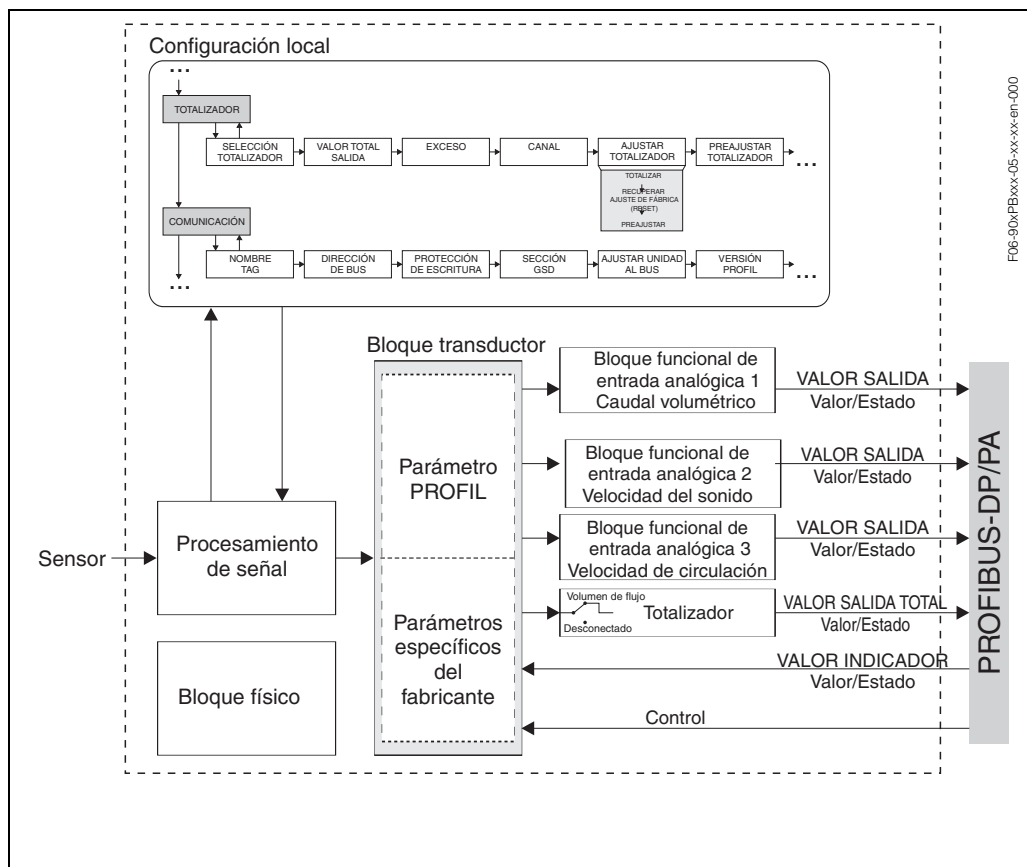 Configuración local
...
TOTALIZADOR
SELECCIÓN
TOTALIZADOR
VALOR TOTAL
SALIDA
EXCESO
CANAL
AJUSTAR
TOTALIZADOR
PREAJUSTAR
TOTALIZADOR
...
TOTALIZAR
RECUPERAR
AJUSTE DE FÁBRICA
(RESET)
PREAJUSTAR
COMUNICACIÓN
NOMBRE
TAG
DIRECCIÓN
DE BUS
PROTECCIÓN
DE ESCRITURA
SECCIÓN
GSD
AJUSTAR UNIDAD
AL BUS
VERSIÓN
PROFIL
...
...
F06-90xPBxxx-05-xx-xx-en-000
Sensor
Procesamiento
de señal
Bloque físico
Bloque transductor
Parámetro
PROFIL
Parámetros
específicos
del
fabricante
Bloque funcional de
entrada analógica 1
Caudal volumétrico
VALOR SALIDA
Valor/Estado
Bloque funcional de
entrada analógica 2
Velocidad del sonido
VALOR SALIDA
Valor/Estado
Bloque funcional de
entrada analógica 3
Velocidad de circulación
VALOR SALIDA
Valor/Estado
Volumen de flujo
Desconectado
Totalizador
VALOR SALIDA TOTAL
Valor/Estado
VALOR INDICADOR
Valor/Estado
Control
PROFIBUS-DP/PA